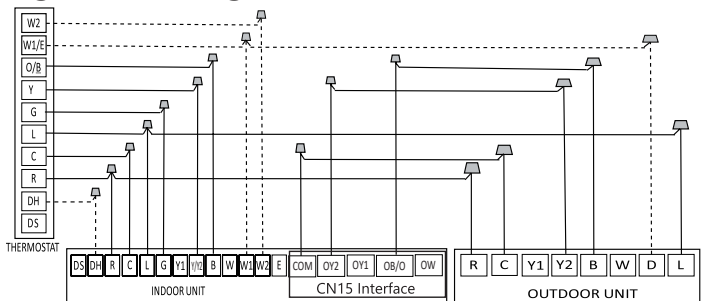 W2
W1/E
O/B
Y
G
L
C
R
DH
DS
THERMOSTAT
DS DH R C L G Y1 Y/Y2 B W W1 W2 E COM OY2 OY1 OB/O OW
INDOOR UNIT
CN15 Interface
R C Y1 Y2 B W D L
OUTDOOR UNIT